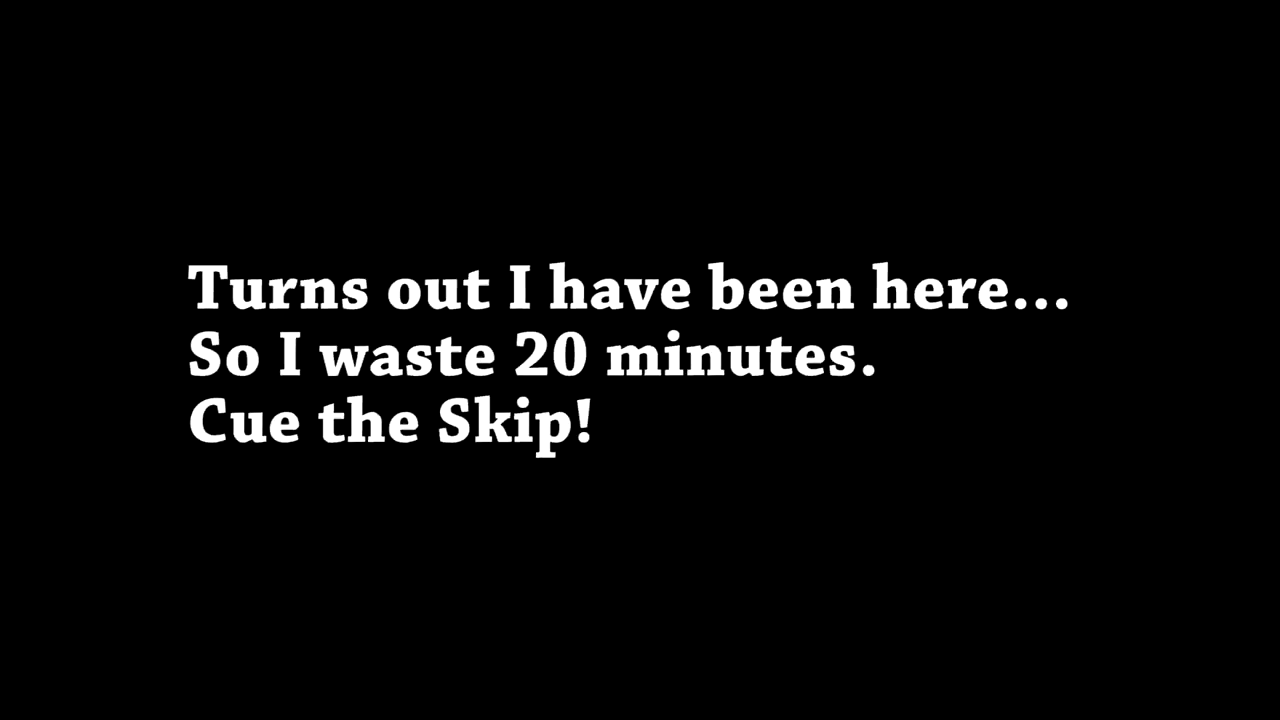 Turns out I have been here...
So I waste 20 minutes.
Cue the Skip!